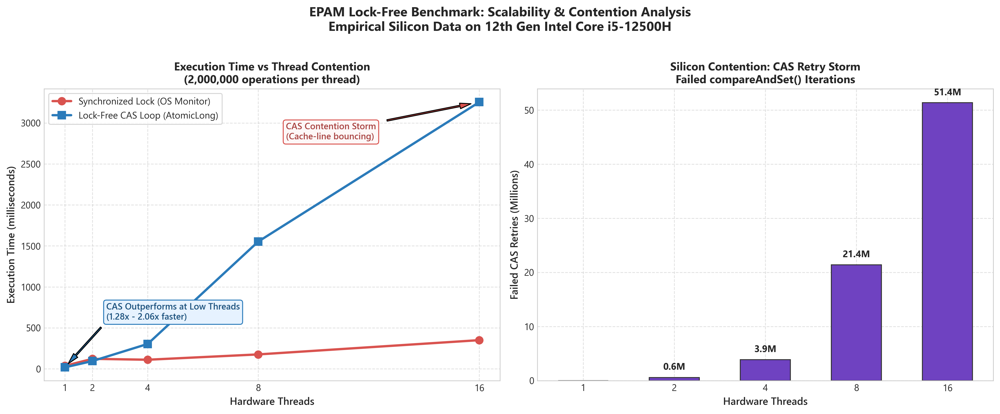 EPAM Lock-Free Benchmark: Scalability & Contention Analysis
Empirical Silicon Data on 12th Gen Intel Core i5-12500H
Execution Time vs Thread Contention
(2,000,000 operations per thread)
Synchronized Lock (OS Monitor)
Lock-Free CAS Loop (AtomicLong)
CAS Contention Storm
(Cache-line bouncing)
CAS Outperforms at Low Threads
(1.28x - 2.06x faster)
Execution Time (milliseconds)
3000
2500
2000
1500
1000
500
0
1 2 4 8 16
Hardware Threads
Silicon Contention: CAS Retry Storm
Failed compareAndSet() Iterations
Failed CAS Retries (Millions)
50
40
30
20
10
0
0.6M
3.9M
21.4M
51.4M
1 2 4 8 16
Hardware Threads